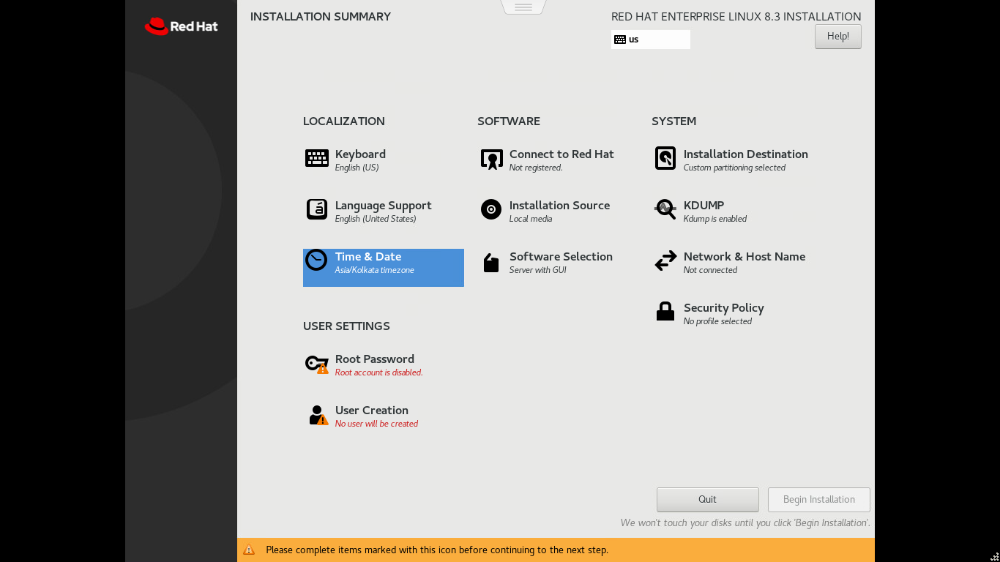 Red Hat
INSTALLATION SUMMARY
RED HAT ENTERPRISE LINUX 8.3 INSTALLATION
us
Help!
LOCALIZATION
Keyboard
English (US)
Language Support
English (United States)
Time & Date
Asia/Kolkata timezone
USER SETTINGS
Root Password
Root account is disabled.
User Creation
No user will be created
SOFTWARE
Connect to Red Hat
Not registered.
Installation Source
Local media
Software Selection
Server with GUI
SYSTEM
Installation Destination
Custom partitioning selected
KDUMP
Kdump is enabled
Network & Host Name
Not connected
Security Policy
No profile selected
Quit
Begin Installation
We won't touch your disks until you click 'Begin Installation'.
Please complete items marked with this icon before continuing to the next step.